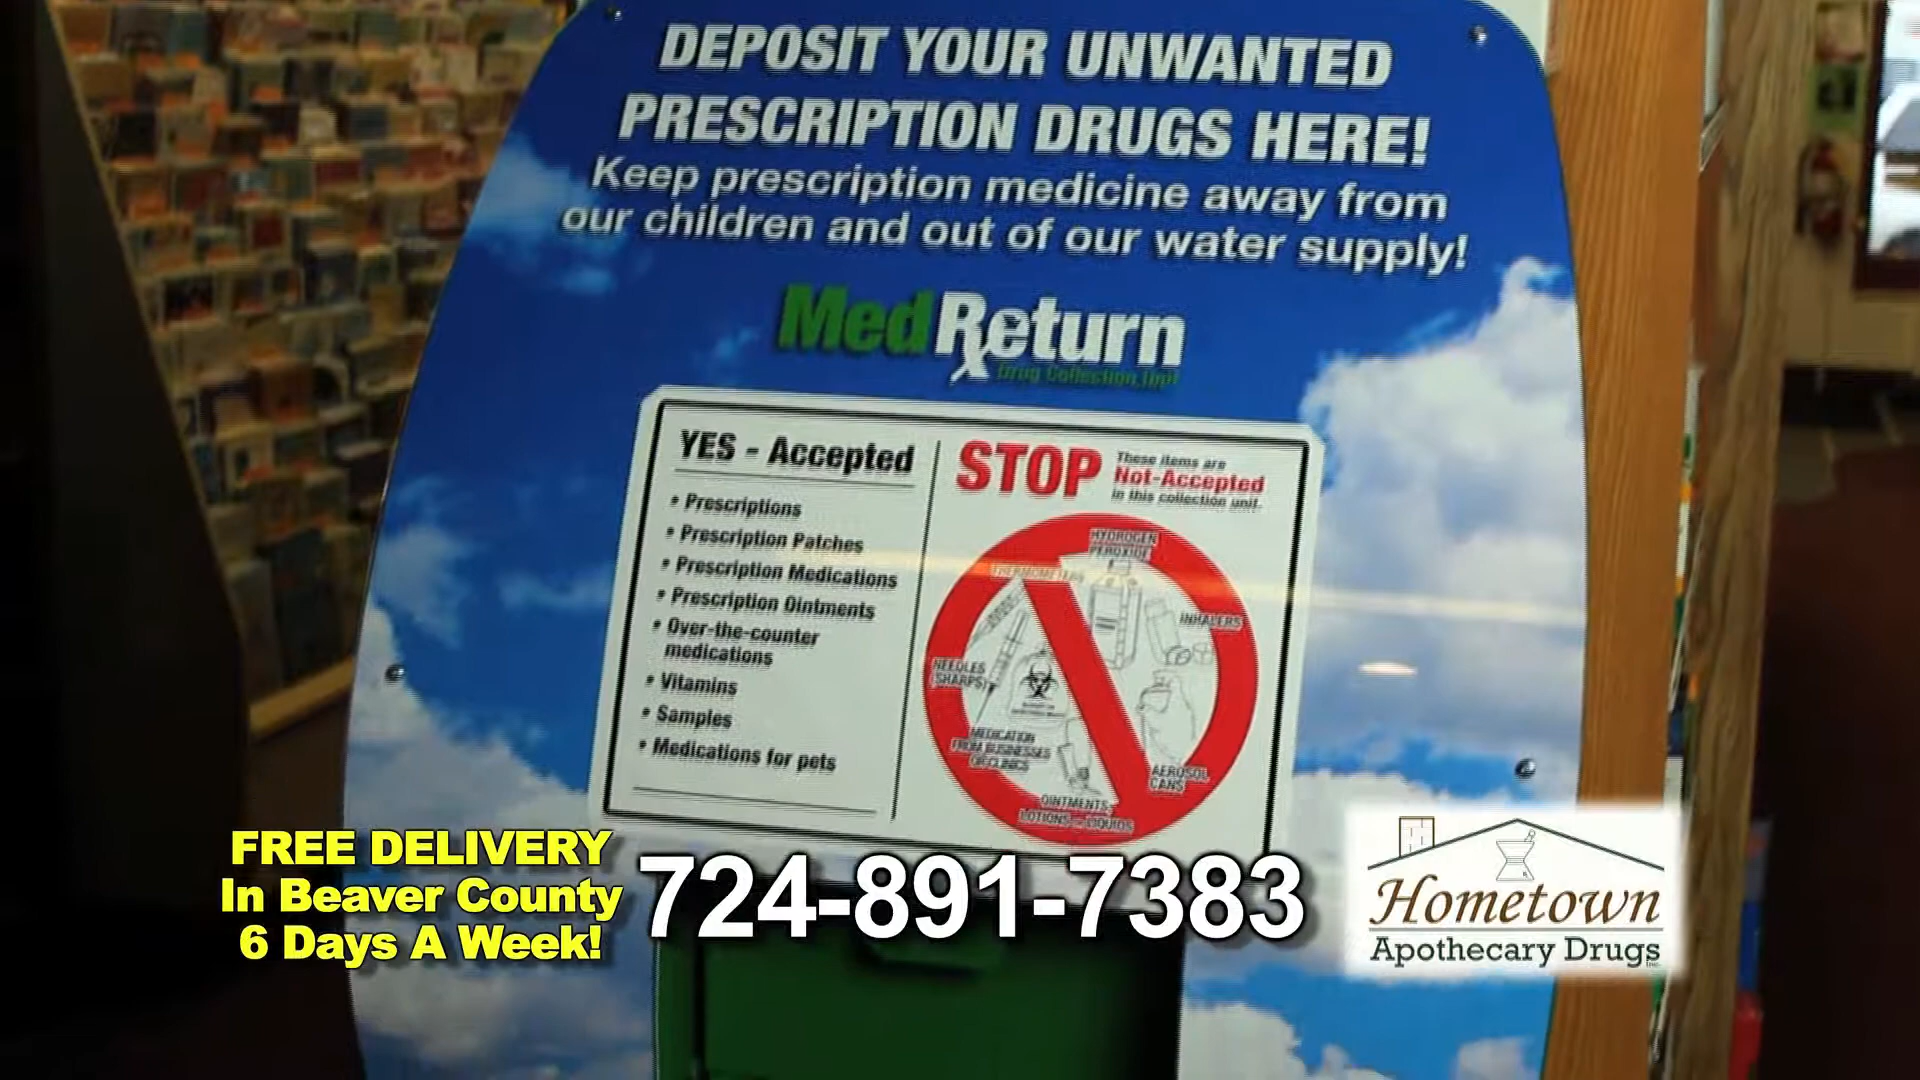 DEPOSIT YOUR UNWANTED
PRESCRIPTION DRUGS HERE!
Keep prescription medicine away from
our children and out of our water supply!
MedReturn
Drug Collection Unit
YES - Accepted
• Prescriptions
• Prescription Patches
• Prescription Medications
• Prescription Ointments
• Over-the-counter
medications
• Vitamins
• Samples
• Medications for pets
STOP
These items are
Not-Accepted
in this collection unit.
HYDROGEN
PEROXIDE
THERMOMETERS
INHALERS
NEEDLES
(SHARPS)
MEDICATION
FROM BUSINESSES
OR CLINICS
AEROSOL
CANS
OINTMENTS,
LOTIONS or LIQUIDS
FREE DELIVERY
In Beaver County
6 Days A Week!
724-891-7383
Hometown
Apothecary Drugs